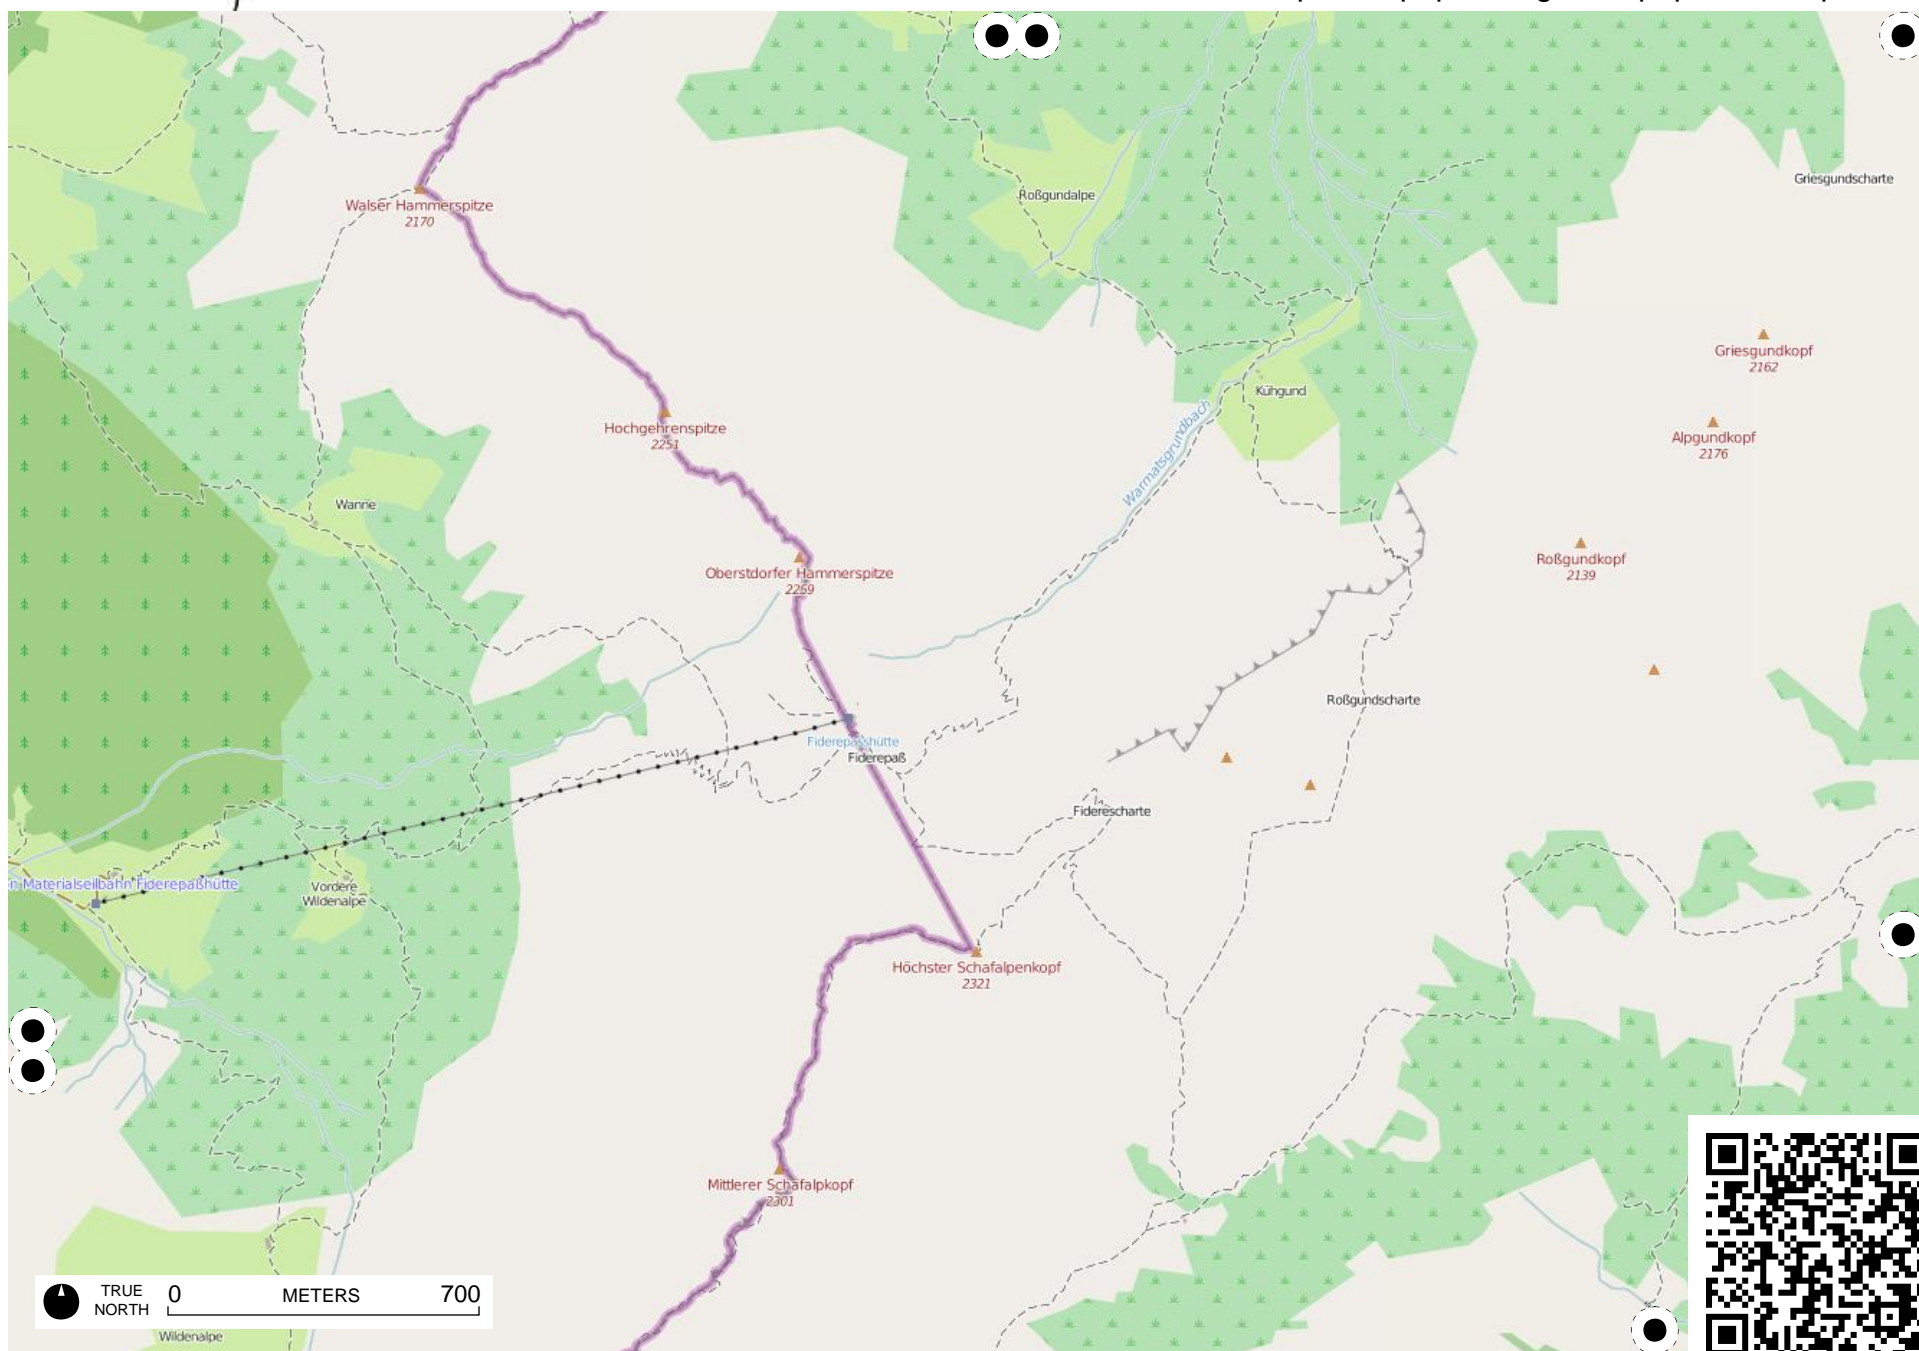 Griesgundscharte
Roßgundalpe
Walser Hammerspitze
2170
Griesgundkopf
2162
Kühgund
Hochgehrenspitze
2251
Alpgundkopf
2176
Warmatsgrundbach
Wanne
Roßgundkopf
2139
Oberstdorfer Hammerspitze
2259
Roßgundscharte
Fiderepasshütte
Fiderepaß
Fiderescharte
n Materialseilbahn Fiderepaßhütte
Vordere
Wildenalpe
Höchster Schafalpenkopf
2321
Mittlerer Schafalpkopf
2301
TRUE
NORTH
0 METERS 700
Wildenalpe